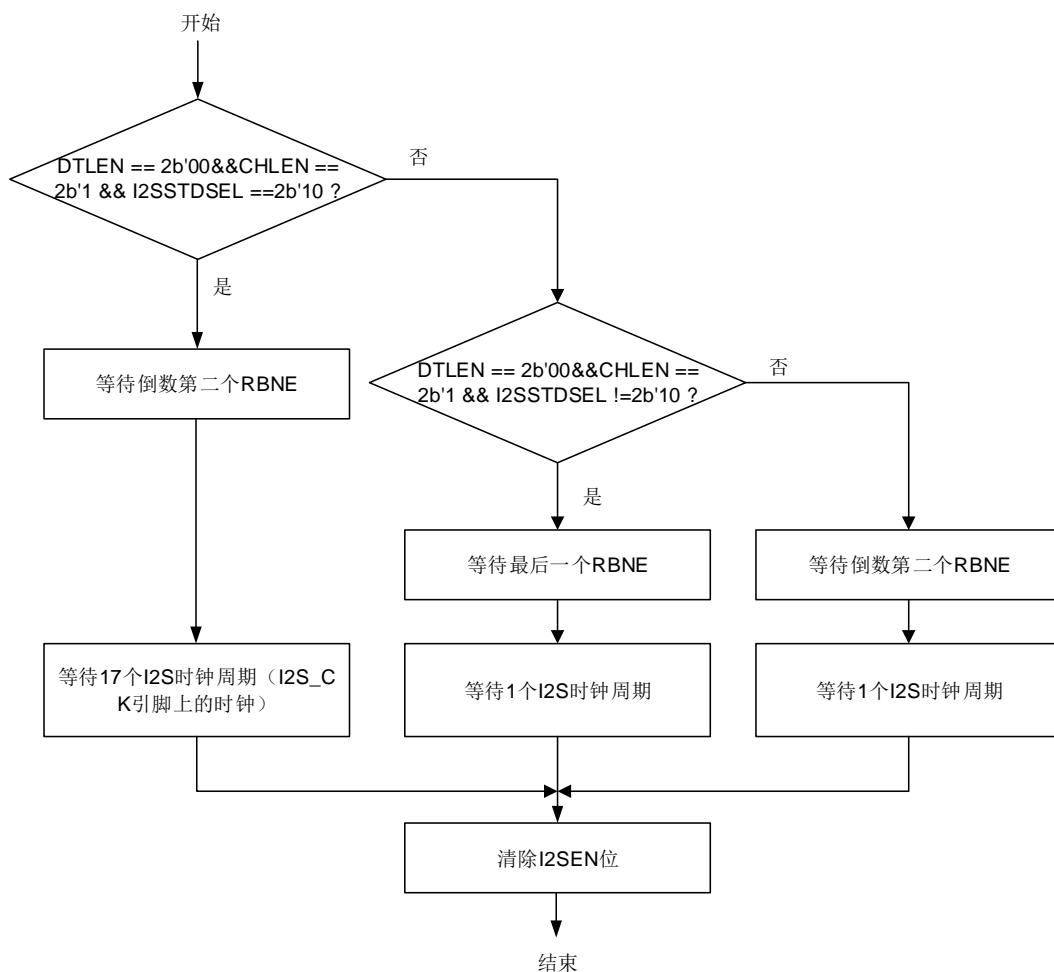 开始
DTLEN == 2b'00&&CHLEN ==
2b'1 && I2SSTDSEL ==2b'10 ?
否
是
等待倒数第二个RBNE
DTLEN == 2b'00&&CHLEN ==
2b'1 && I2SSTDSEL !=2b'10 ?
否
是
等待最后一个RBNE
等待倒数第二个RBNE
等待17个I2S时钟周期（I2S_C
K引脚上的时钟）
等待1个I2S时钟周期
等待1个I2S时钟周期
清除I2SEN位
结束